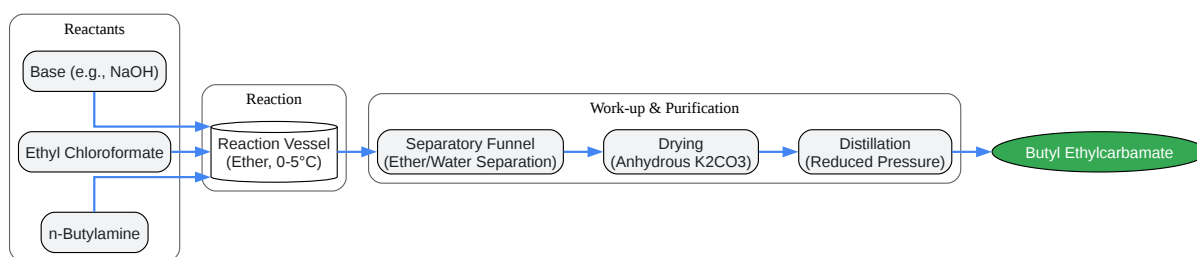 Reactants
Base (e.g., NaOH)
Ethyl Chloroformate
n-Butylamine
Reaction
Reaction Vessel
(Ether, 0-5°C)
Work-up & Purification
Separatory Funnel
(Ether/Water Separation)
Drying
(Anhydrous K2CO3)
Distillation
(Reduced Pressure)
Butyl Ethylcarbamate